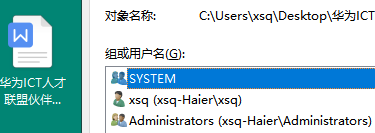 对象名称: C:\Users\xsq\Desktop\华为ICT
组或用户名(G):
SYSTEM
xsq (xsq-Haier\xsq)
Administrators (xsq-Haier\Administrators)
W
华为ICT人才
联盟伙伴...